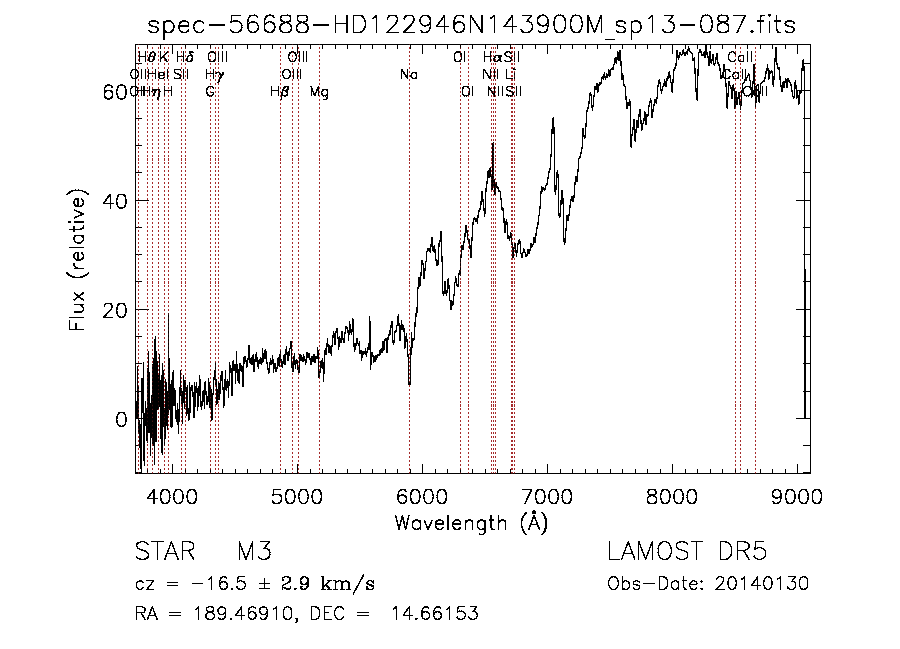 spec-56688-HD122946N143900M_sp13-087.fits
Hθ K Hδ OIII OIII OI Hα SII CaII
OII HeI SII Hγ OIII NII Li CaII
OII Hη H G Hβ Mg Na OI NII SII CaII
60
40
20
0
Flux (relative)
4000 5000 6000 7000 8000 9000
Wavelength (Å)
STAR M3 LAMOST DR5
cz = −16.5 ± 2.9 km/s Obs-Date: 20140130
RA = 189.46910, DEC = 14.66153